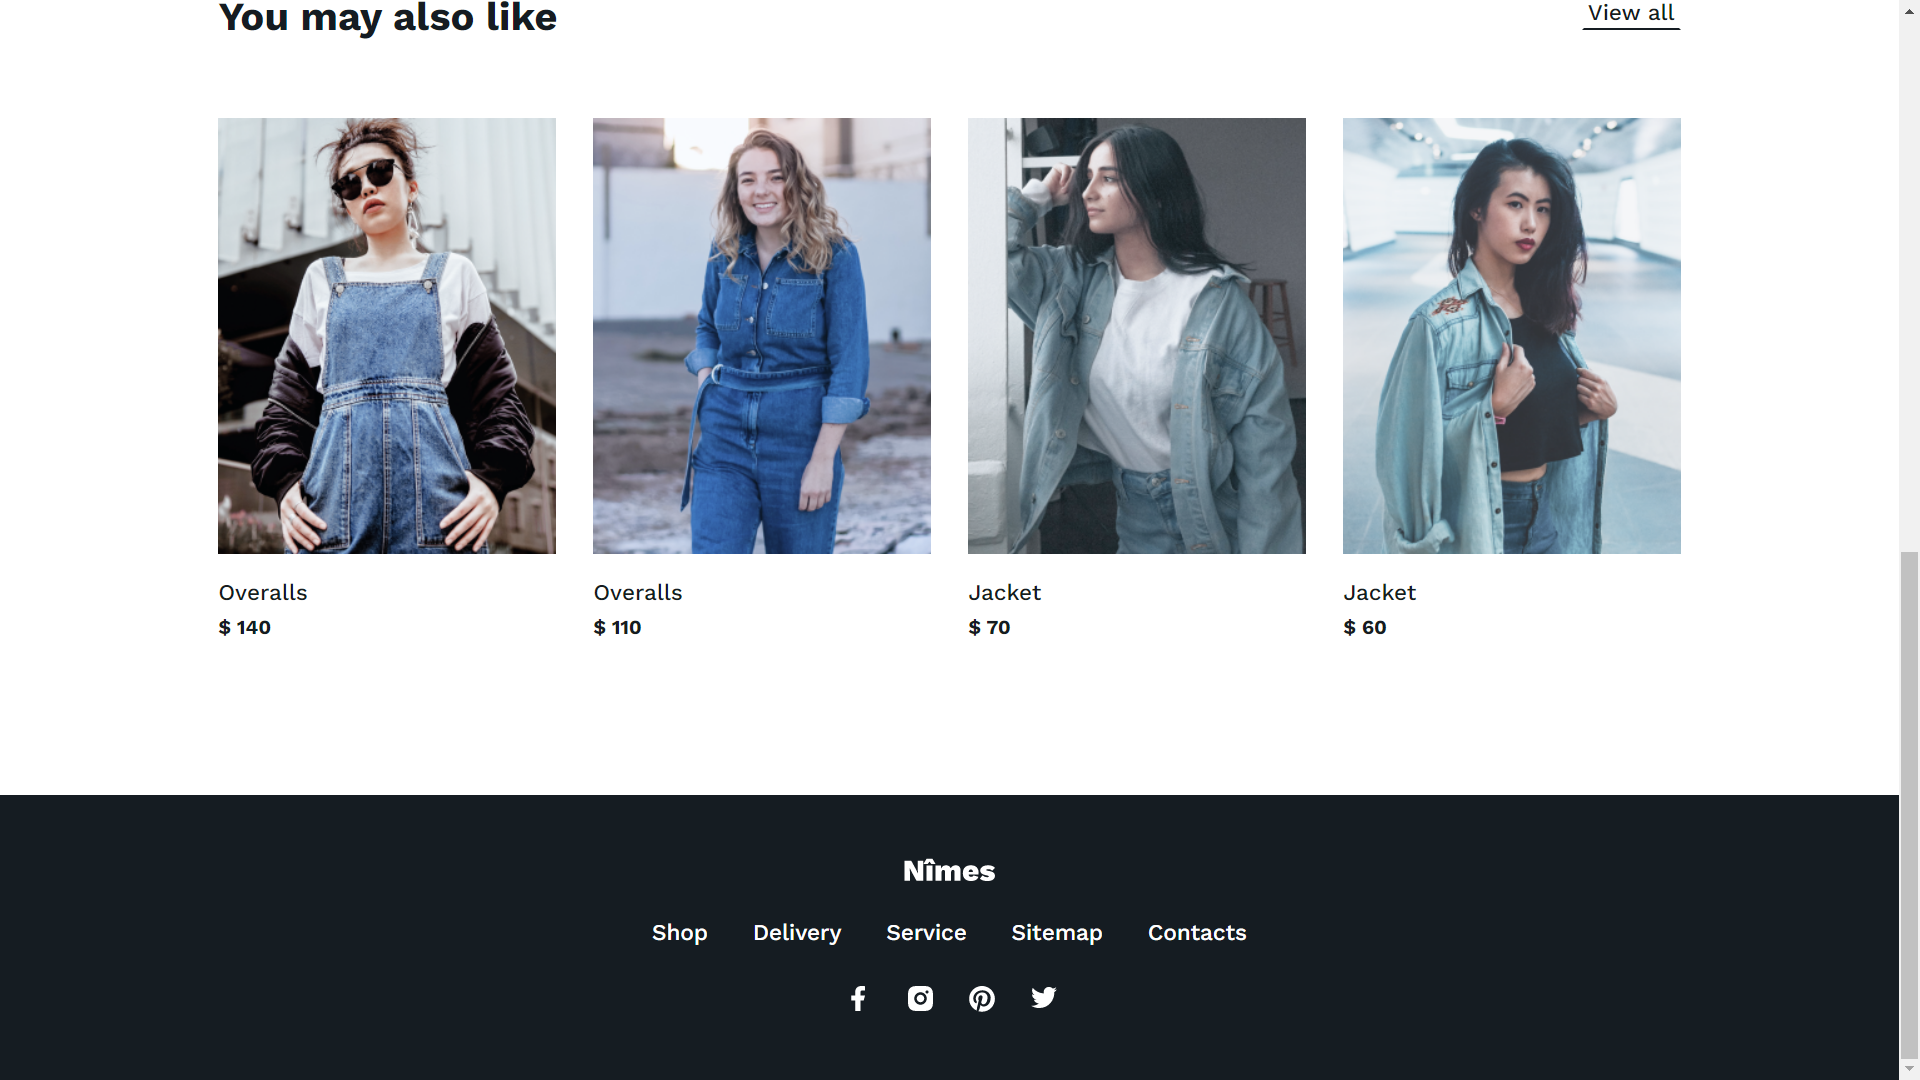 You may also like
View all
Overalls
$ 140
Overalls
$ 110
Jacket
$ 70
Jacket
$ 60
Nîmes
Shop
Delivery
Service
Sitemap
Contacts